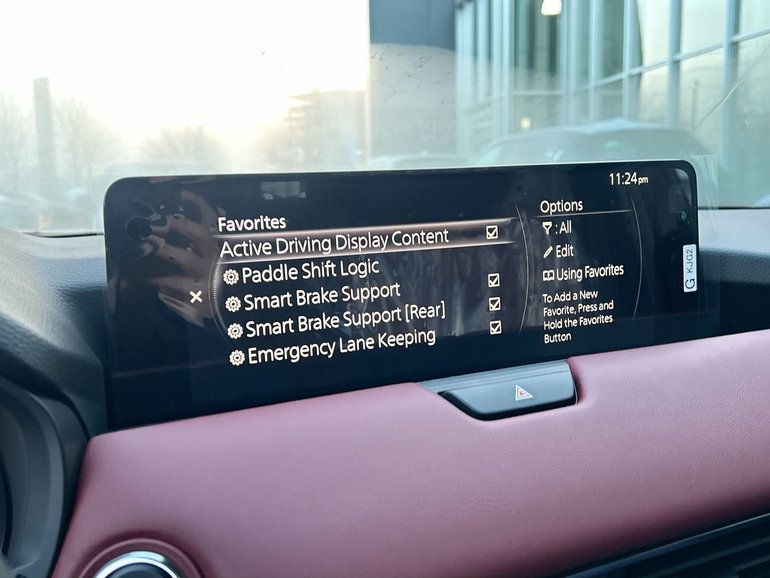 11:24pm
Favorites
Active Driving Display Content
Paddle Shift Logic
Smart Brake Support
Smart Brake Support [Rear]
Emergency Lane Keeping
Options
: All
Edit
Using Favorites
To Add a New
Favorite, Press and
Hold the Favorites
Button
G KJG2